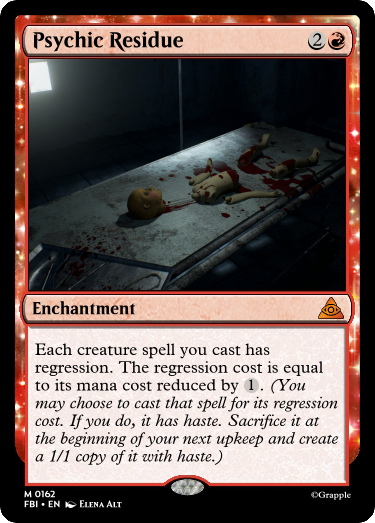 Psychic Residue 2
Enchantment
Each creature spell you cast has
regression. The regression cost is equal
to its mana cost reduced by 1. (You
may choose to cast that spell for its regression
cost. If you do, it has haste. Sacrifice it at
the beginning of your next upkeep and create
a 1/1 copy of it with haste.)
M 0162
FBI • EN Elena Alt
©Grapple